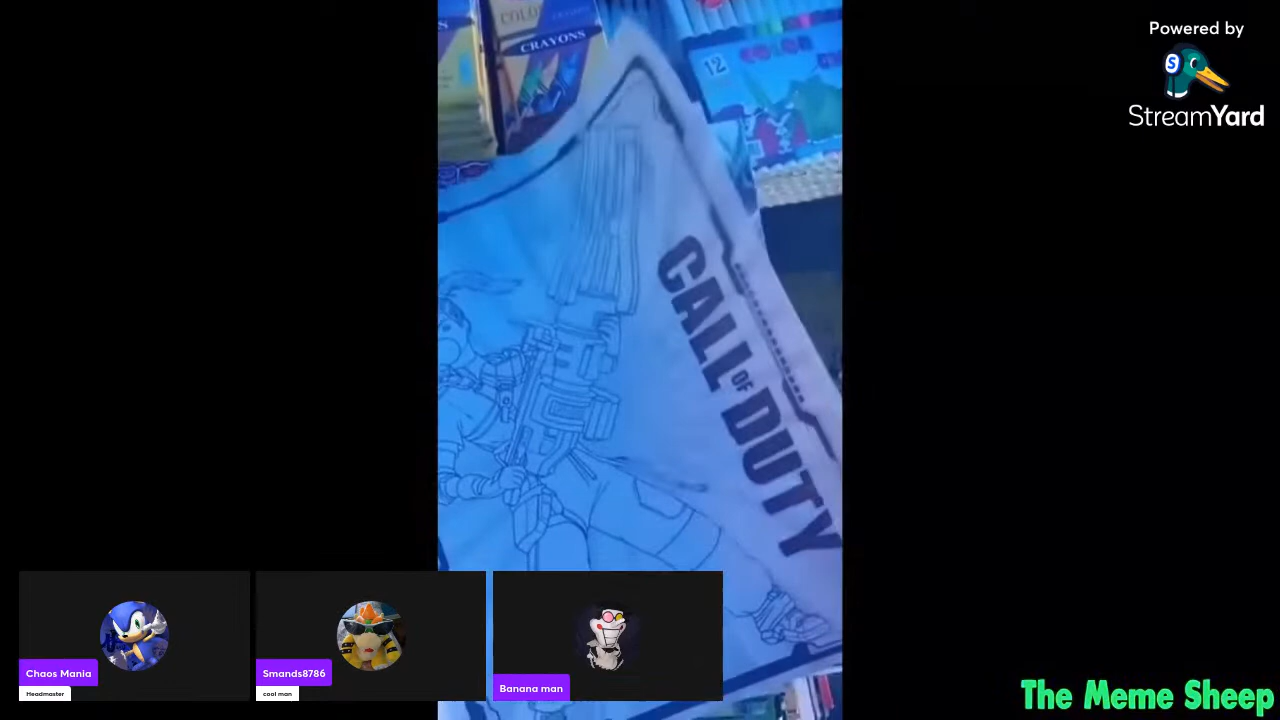 Powered by
S
StreamYard
COLOR
CRAYONS
12
CALL OF DUTY
Chaos Mania
Headmaster
Smands8786
cool man
Banana man
The Meme Sheep